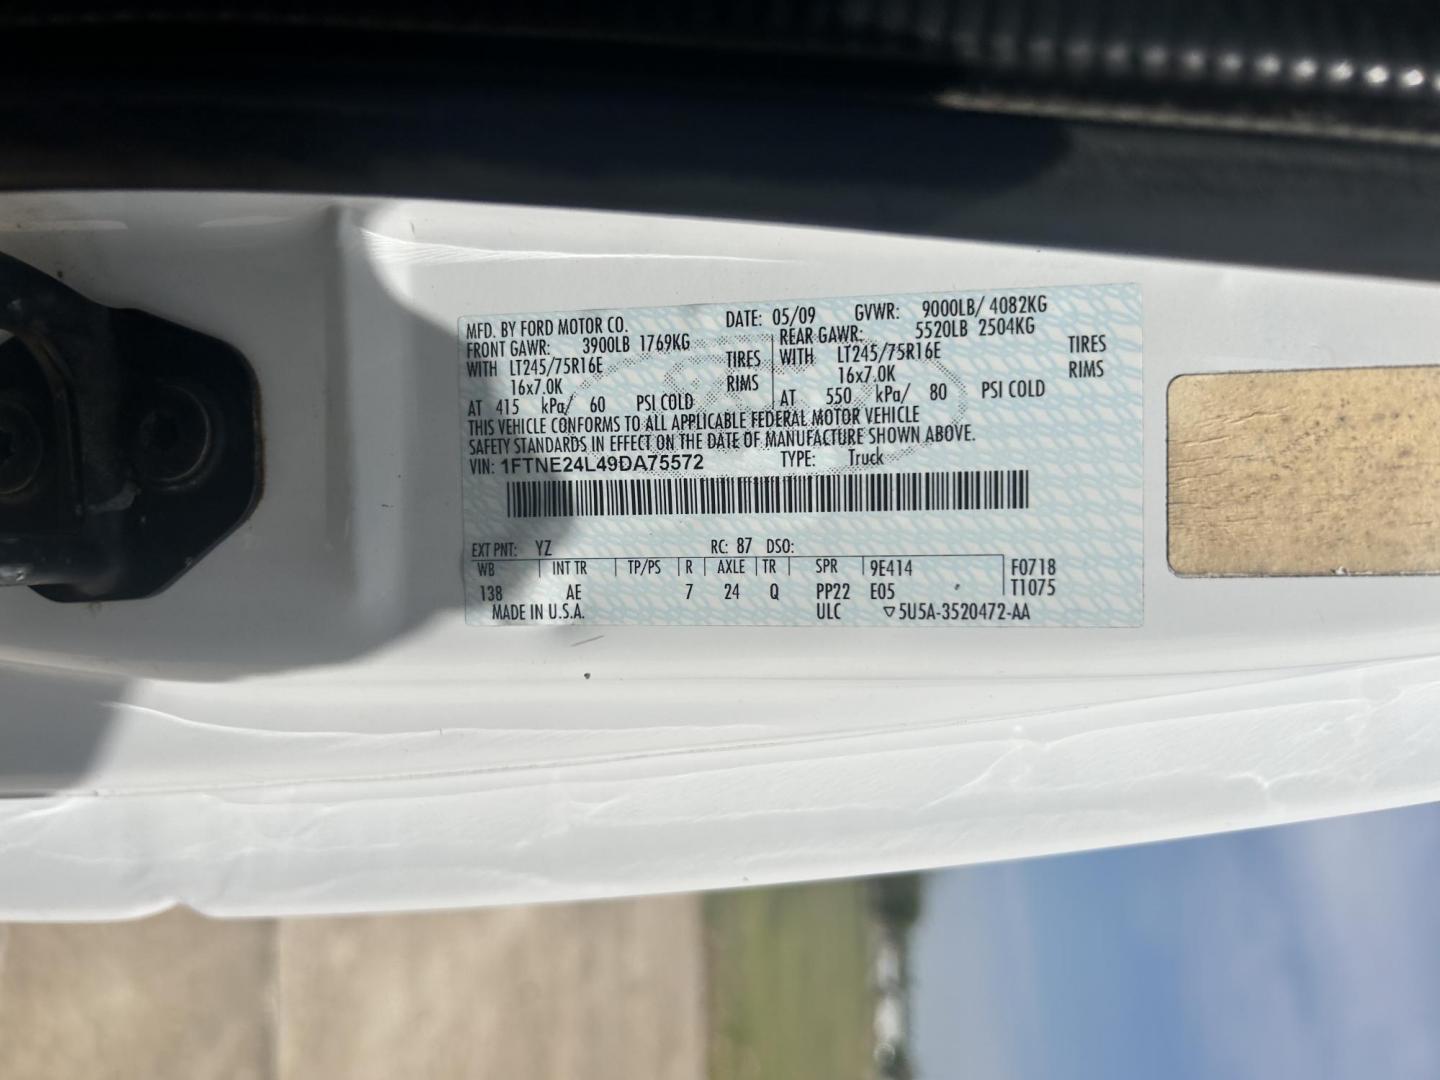 MFD. BY FORD MOTOR CO. DATE: 05/09 GVWR: 9000LB/ 4082KG
FRONT GAWR: 3900LB 1769KG REAR GAWR: 5520LB 2504KG
WITH LT245/75R16E TIRES WITH LT245/75R16E TIRES
16x7.0K RIMS 16x7.0K RIMS
AT 415 kPa/ 60 PSI COLD AT 550 kPa/ 80 PSI COLD
THIS VEHICLE CONFORMS TO ALL APPLICABLE FEDERAL MOTOR VEHICLE
SAFETY STANDARDS IN EFFECT ON THE DATE OF MANUFACTURE SHOWN ABOVE.
VIN: 1FTNE24L49DA75572 TYPE: Truck
EXT PNT: YZ RC: 87 DSO:
WB INT TR TP/PS R AXLE TR SPR 9E414 F0718
138 AE 7 24 Q PP22 E05 T1075
MADE IN U.S.A. ULC ▽5U5A-3520472-AA